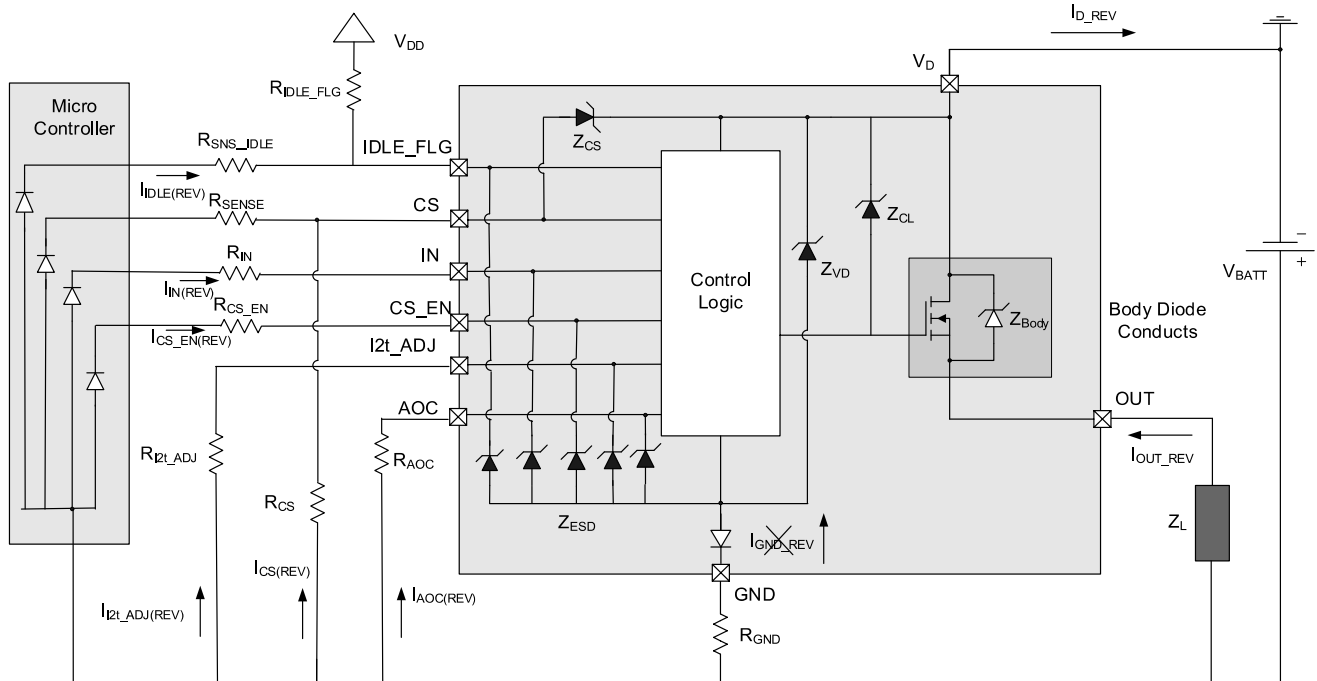 I_D_REV
V_DD
V_D
R_IDLE_FLG
Micro
Controller
R_SNS_IDLE
IDLE_FLG
Z_CS
I_IDLE(REV)
R_SENSE
CS
Z_CL
R_IN
IN
Z_VD
Control
Logic
I_IN(REV)
R_CS_EN
CS_EN
I_CS_EN(REV)
I2t_ADJ
Z_Body
Body Diode
Conducts
V_BATT
-
+
AOC
OUT
R_I2t_ADJ
R_AOC
I_OUT_REV
R_CS
Z_ESD
Z_L
I_GND_REV
I_CS(REV)
I_AOC(REV)
I_I2t_ADJ(REV)
GND
R_GND